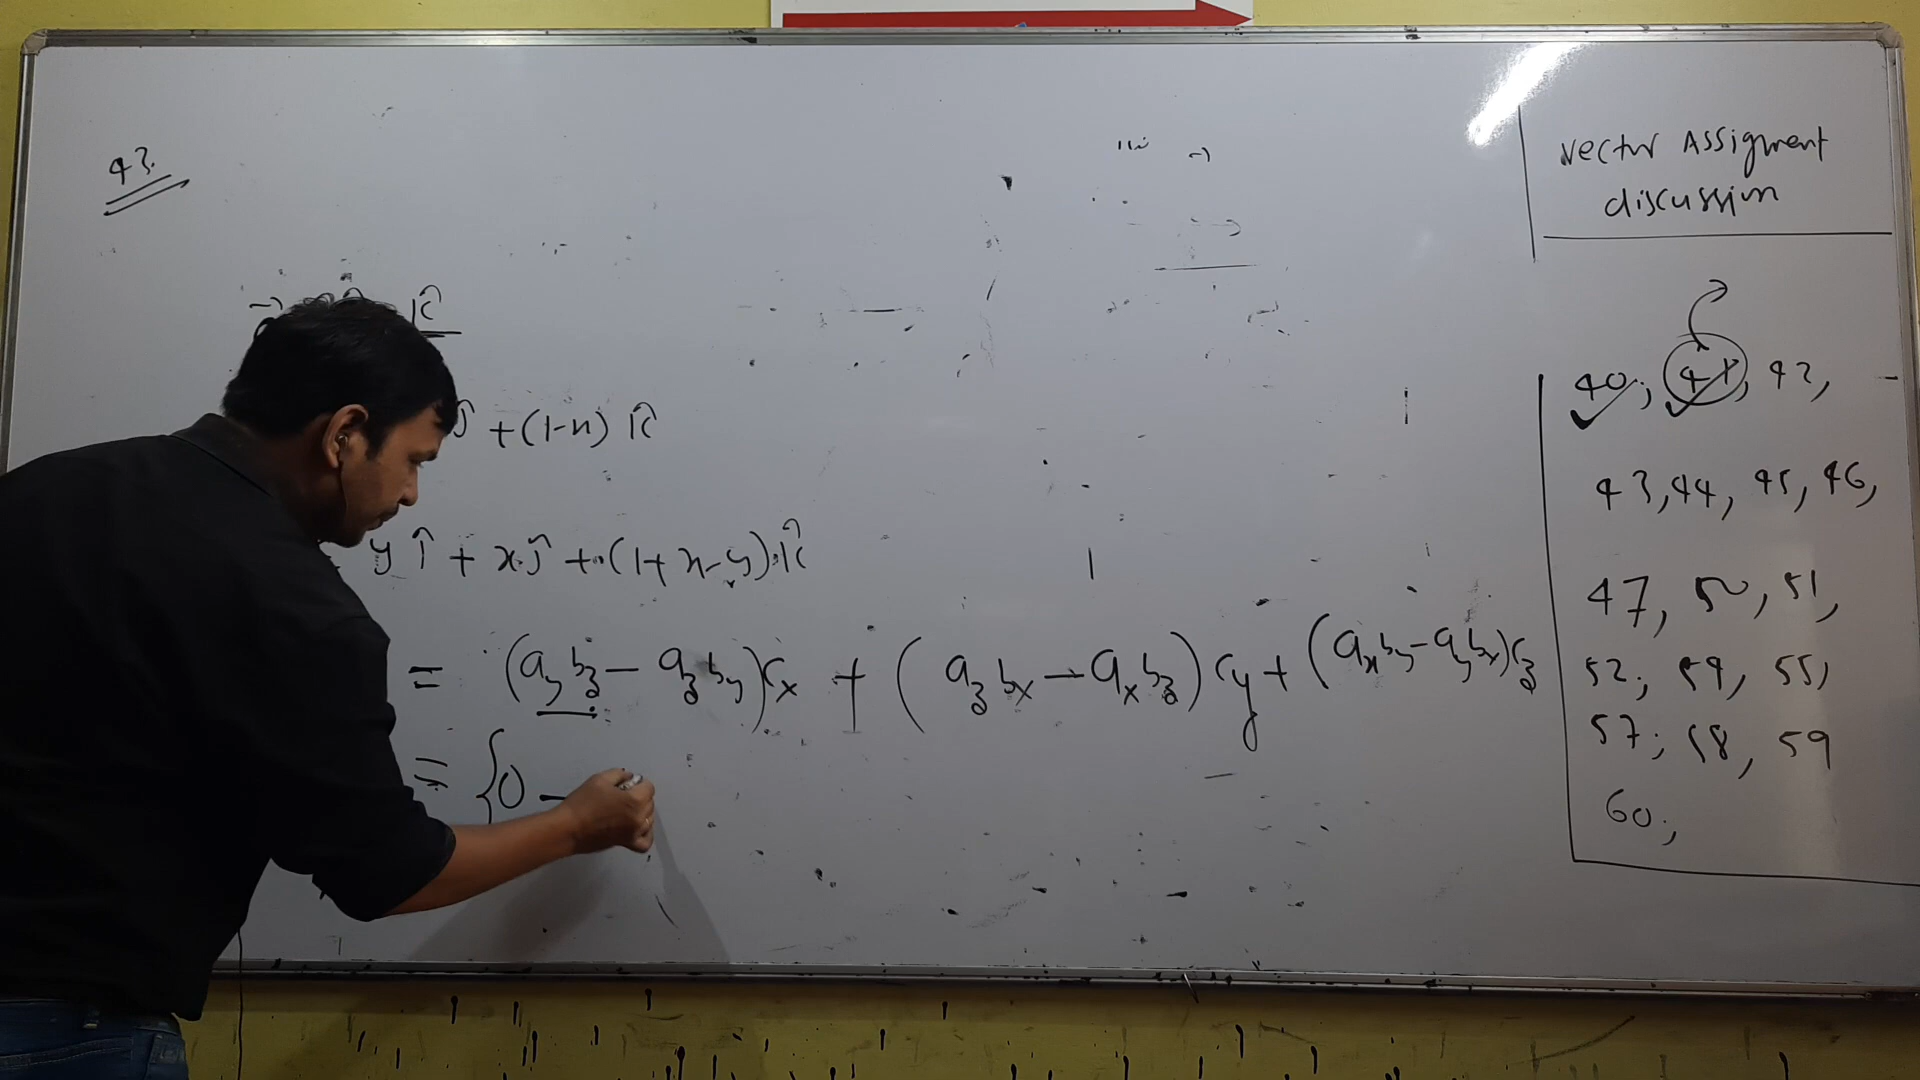 43.
k̂
ĵ + (1-x) k̂
y î + x ĵ + (1+x-y) k̂
= (a_y b_z - a_z b_y) c_x + (a_z b_x - a_x b_z) c_y + (a_x b_y - a_y b_x) c_z
= { 0 -
Vector Assigment
discussion
40, 41, 42,
43, 44, 45, 46,
47, 50, 51,
52, 54, 55,
57, 58, 59
60,